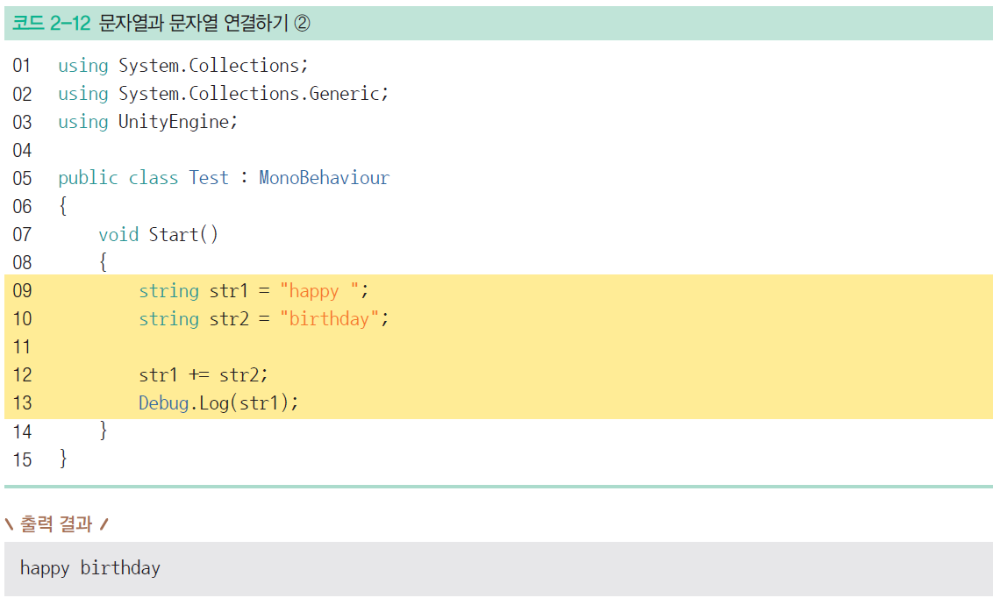 코드 2-12 문자열과 문자열 연결하기 ②
01 using System.Collections;
02 using System.Collections.Generic;
03 using UnityEngine;
04
05 public class Test : MonoBehaviour
06 {
07     void Start()
08     {
09         string str1 = "happy ";
10         string str2 = "birthday";
11
12         str1 += str2;
13         Debug.Log(str1);
14     }
15 }
\ 출력 결과 /
happy birthday